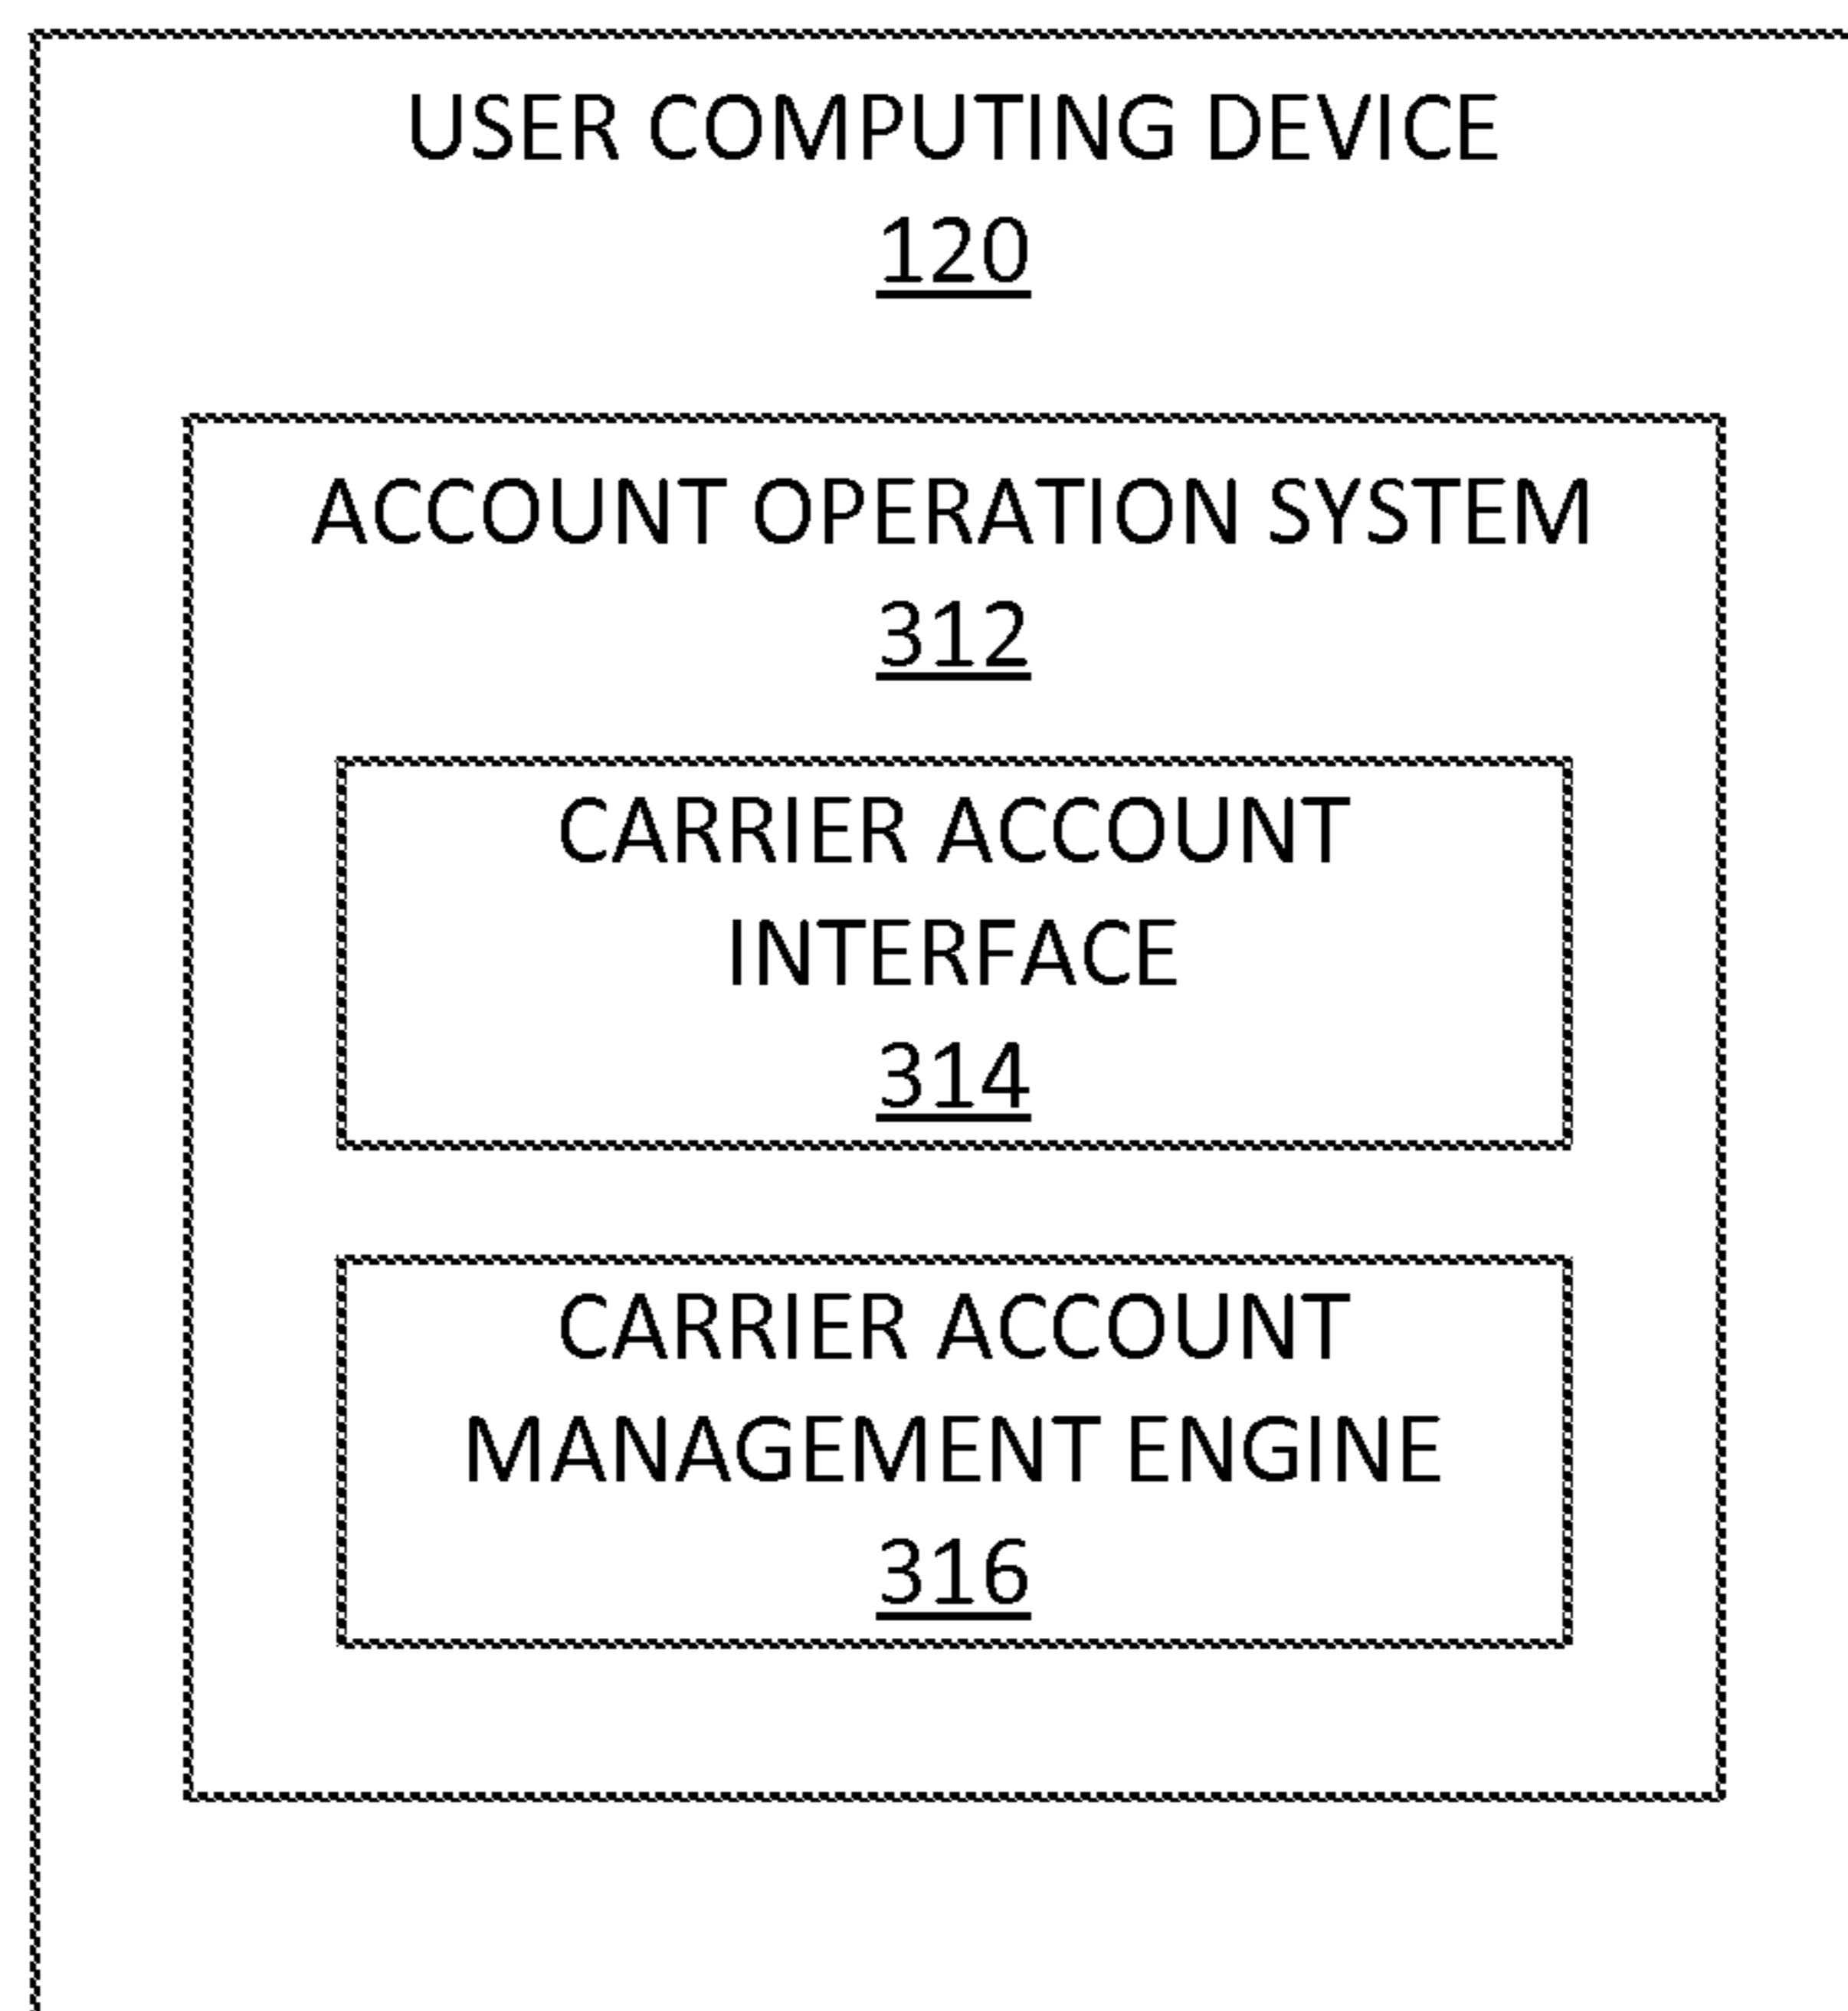 USER COMPUTING DEVICE
120
ACCOUNT OPERATION SYSTEM
312
CARRIER ACCOUNT
INTERFACE
314
CARRIER ACCOUNT
MANAGEMENT ENGINE
316